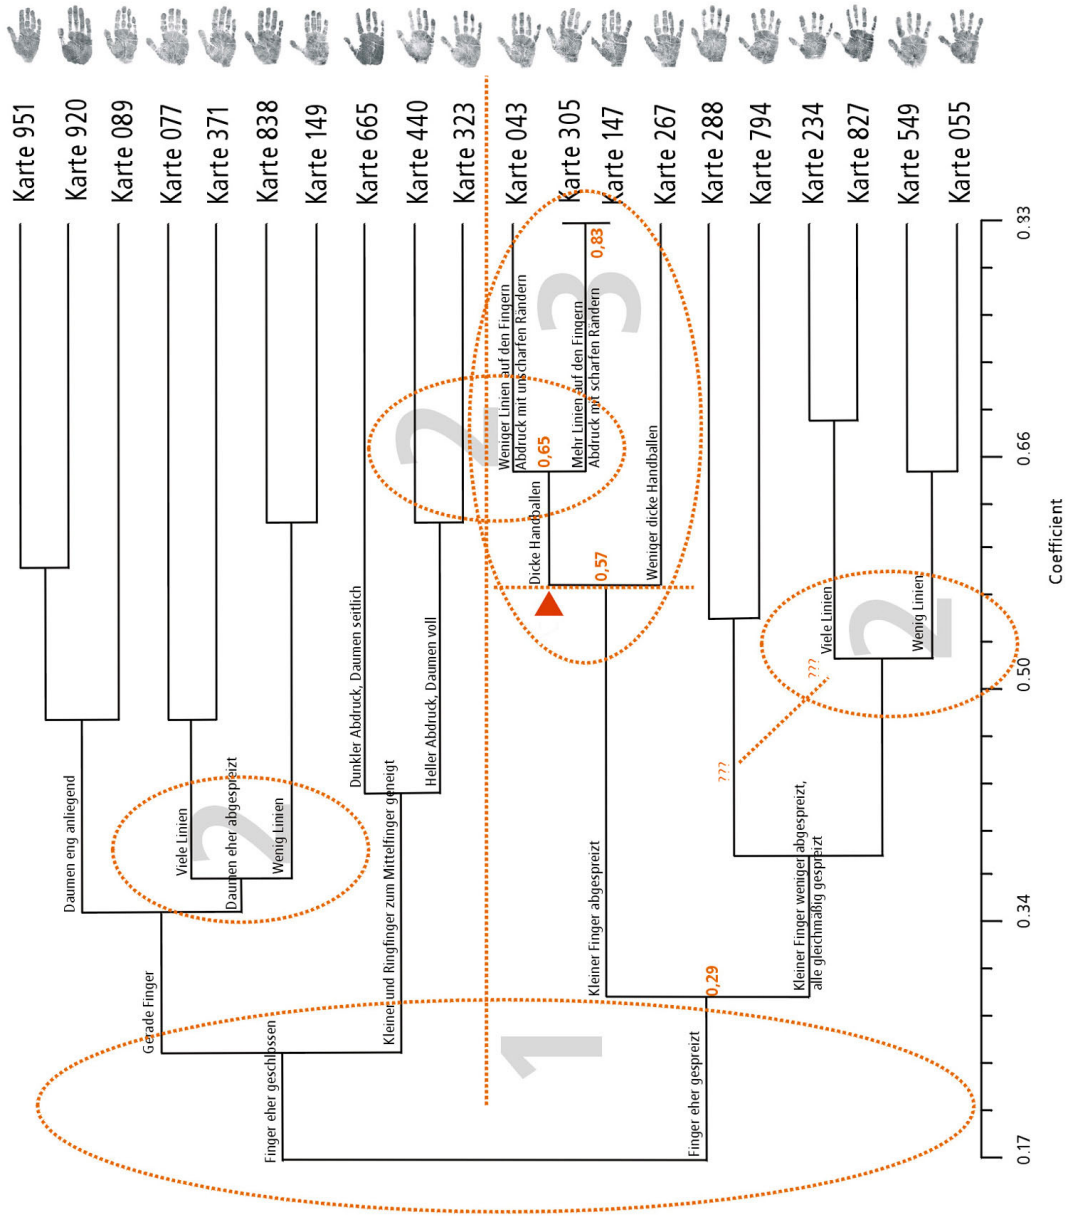 Karte 951
Karte 920
Karte 089
Karte 077
Karte 371
Karte 838
Karte 149
Karte 665
Karte 440
Karte 323
Karte 043
Karte 305
Karte 147
Karte 267
Karte 288
Karte 794
Karte 234
Karte 827
Karte 549
Karte 055
Daumen eng anliegend
Gerade Finger
Viele Linien
Daumen eher abgespreizt
Wenig Linien
2
Finger eher geschlossen
Dunkler Abdruck, Daumen seitlich
Kleiner und Ringfinger zum Mittelfinger geneigt
Heller Abdruck, Daumen voll
2
Weniger Linien auf den Fingern
Abdruck mit unscharfen Rändern
0,65
Dicke Handballen
3
Mehr Linien auf den Fingern
Abdruck mit scharfen Rändern
0,83
0,57
Weniger dicke Handballen
1
Kleiner Finger abgespreizt
Finger eher gespreizt
0,29
???
???
Kleiner Finger weniger abgespreizt,
alle gleichmäßig gespreizt
Viele Linien
2
Wenig Linien
0.17
0.34
0.50
0.66
0.83
Coefficient